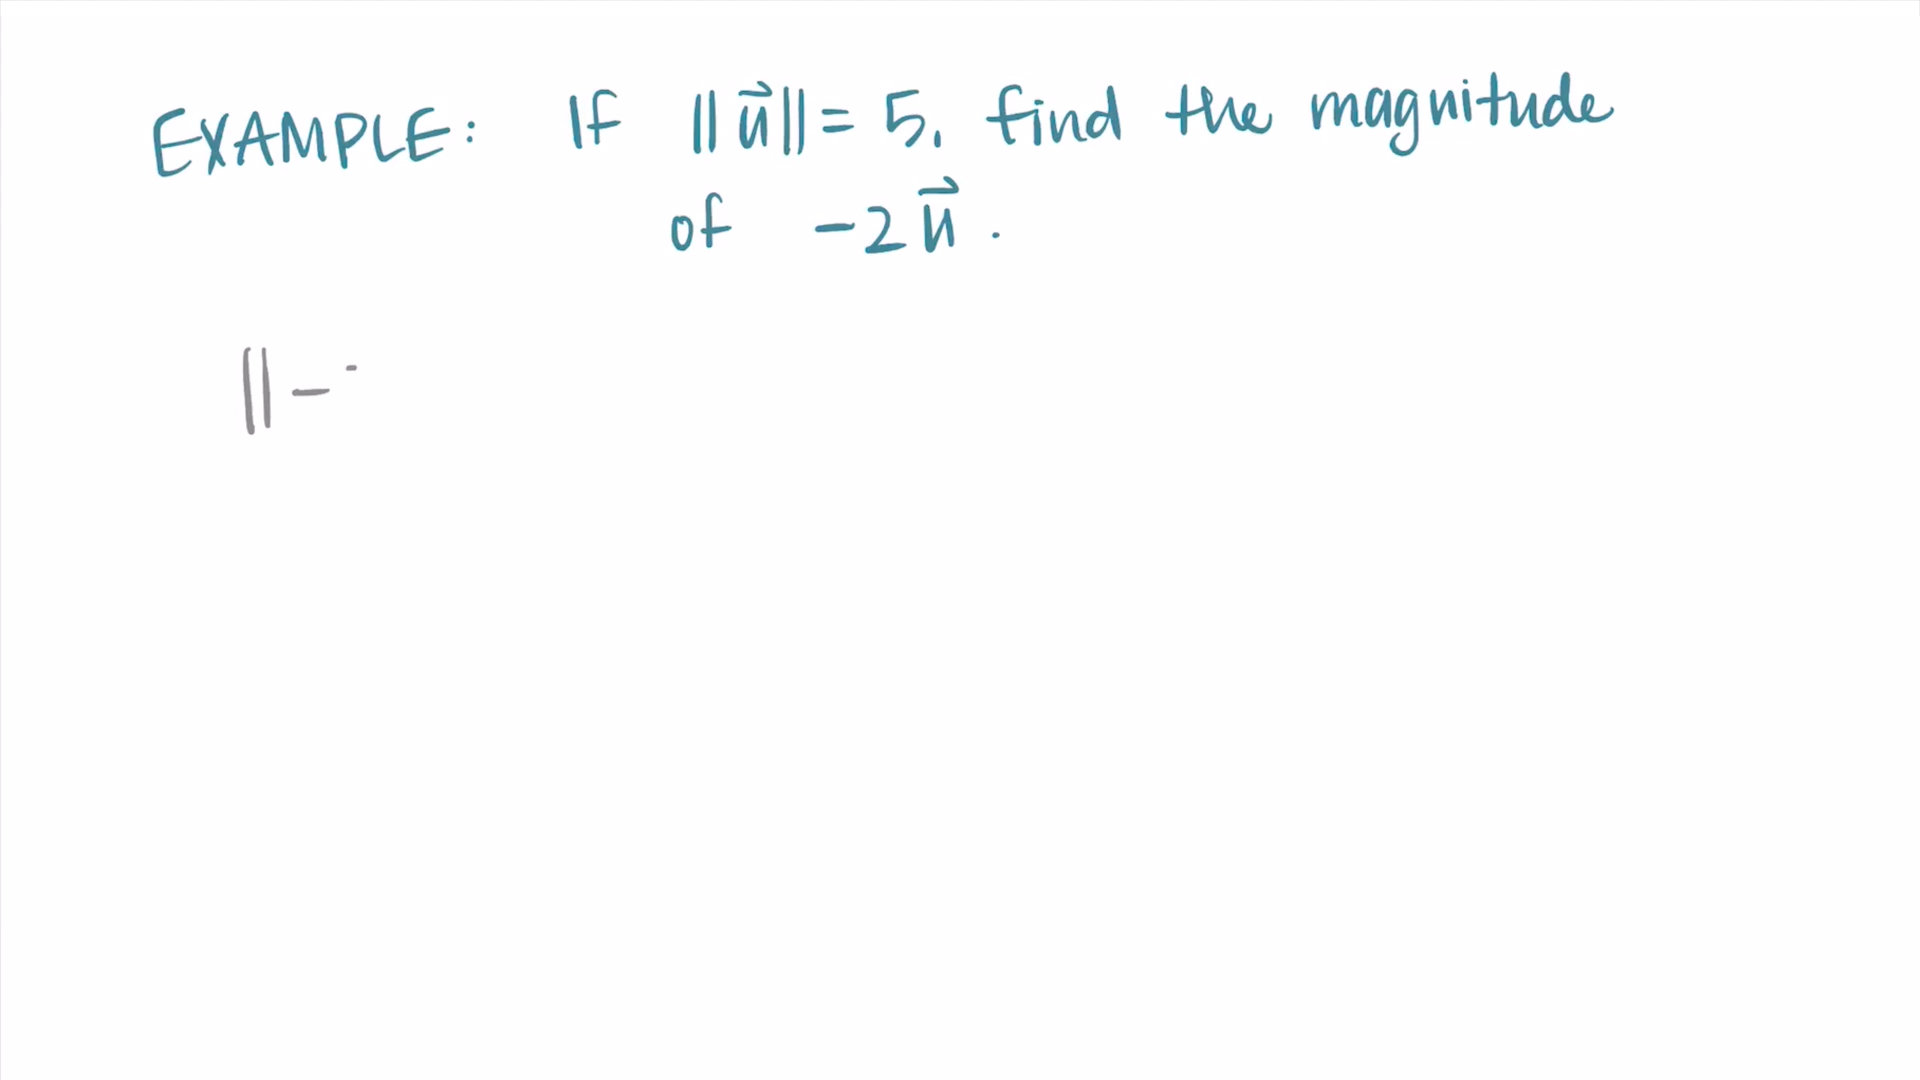 EXAMPLE: If ||u⃗|| = 5, find the magnitude
of -2u⃗.
|| -